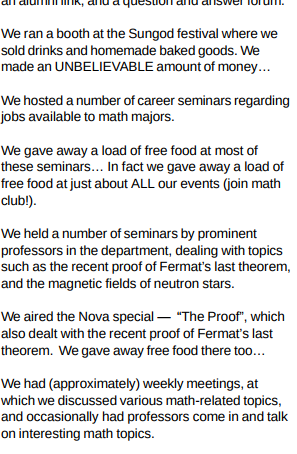 an alumni link, and a question and answer forum.
We ran a booth at the Sungod festival where we
sold drinks and homemade baked goods. We
made an UNBELIEVABLE amount of money…
We hosted a number of career seminars regarding
jobs available to math majors.
We gave away a load of free food at most of
these seminars… In fact we gave away a load of
free food at just about ALL our events (join math
club!).
We held a number of seminars by prominent
professors in the department, dealing with topics
such as the recent proof of Fermat's last theorem,
and the magnetic fields of neutron stars.
We aired the Nova special — “The Proof”, which
also dealt with the recent proof of Fermat's last
theorem. We gave away free food there too…
We had (approximately) weekly meetings, at
which we discussed various math-related topics,
and occasionally had professors come in and talk
on interesting math topics.